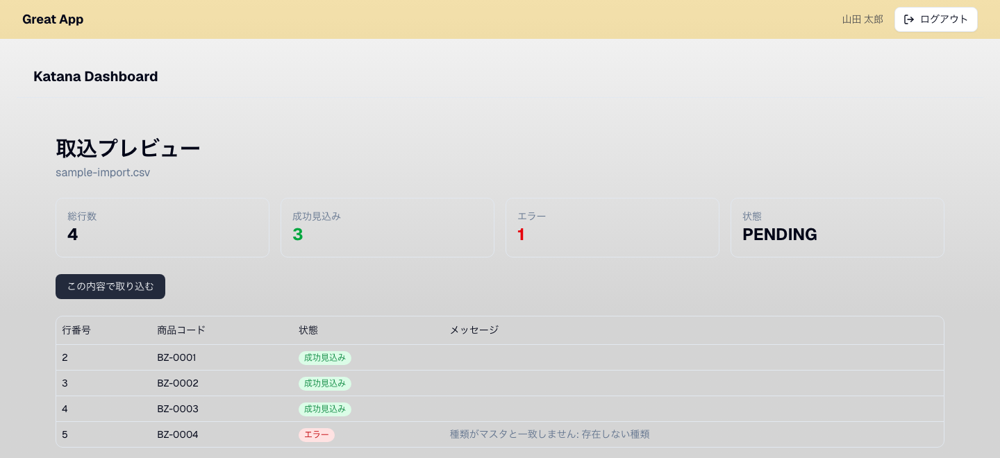 Great App
山田 太郎
ログアウト
Katana Dashboard
取込プレビュー
sample-import.csv
総行数
4
成功見込み
3
エラー
1
状態
PENDING
この内容で取り込む
行番号 商品コード 状態 メッセージ
2 BZ-0001 成功見込み
3 BZ-0002 成功見込み
4 BZ-0003 成功見込み
5 BZ-0004 エラー 種類がマスタと一致しません: 存在しない種類